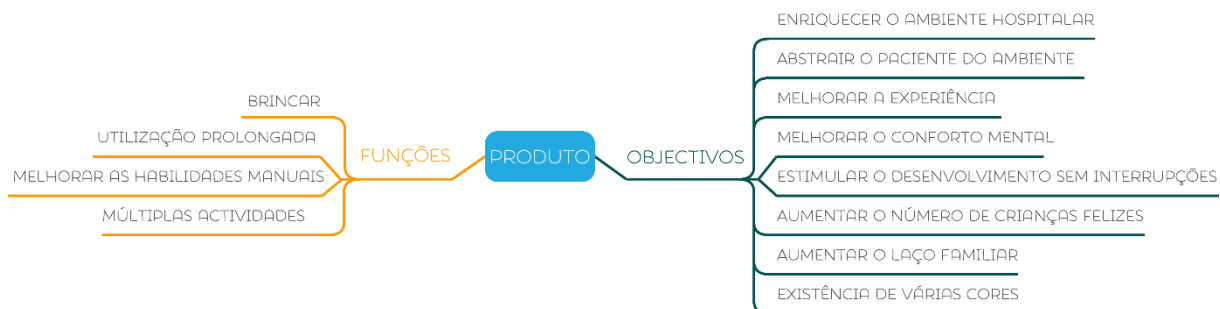 BRINCAR
UTILIZAÇÃO PROLONGADA
MELHORAR AS HABILIDADES MANUAIS
MÚLTIPLAS ACTIVIDADES
FUNÇÕES
PRODUTO
OBJECTIVOS
ENRIQUECER O AMBIENTE HOSPITALAR
ABSTRAIR O PACIENTE DO AMBIENTE
MELHORAR A EXPERIÊNCIA
MELHORAR O CONFORTO MENTAL
ESTIMULAR O DESENVOLVIMENTO SEM INTERRUPÇÕES
AUMENTAR O NÚMERO DE CRIANÇAS FELIZES
AUMENTAR O LAÇO FAMILIAR
EXISTÊNCIA DE VÁRIAS CORES